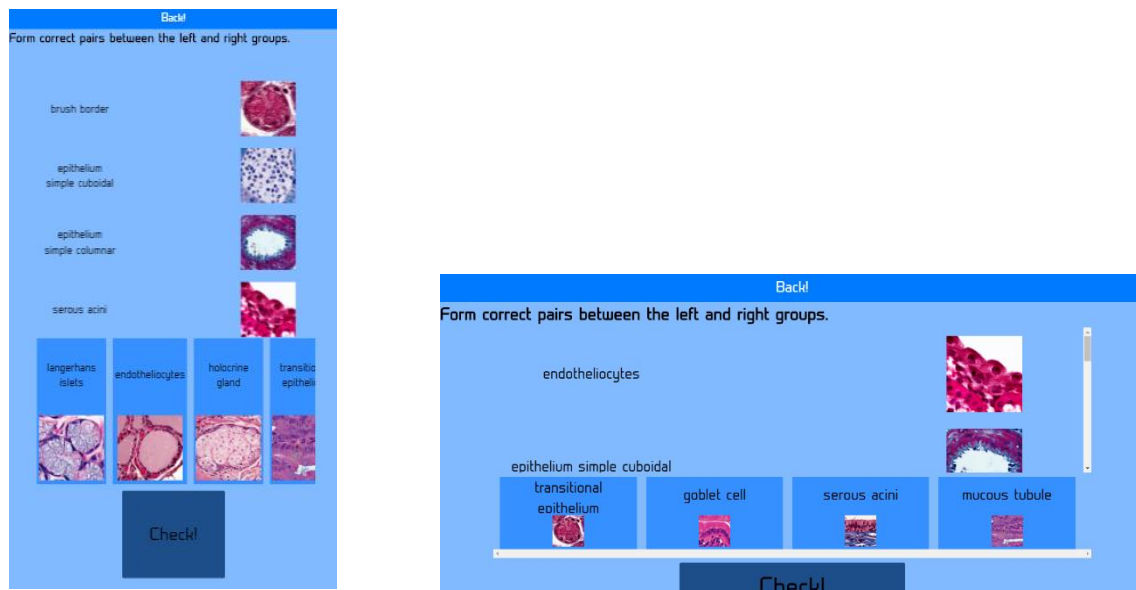 Back!
Form correct pairs between the left and right groups.
brush border
epithelium
simple cuboidal
epithelium
simple columnar
serous acini
langerhans
islets
endotheliocytes
holocrine
gland
transitio
epitheli
Check!
Back!
Form correct pairs between the left and right groups.
endotheliocytes
epithelium simple cuboidal
transitional
epithelium
goblet cell
serous acini
mucous tubule
Check!